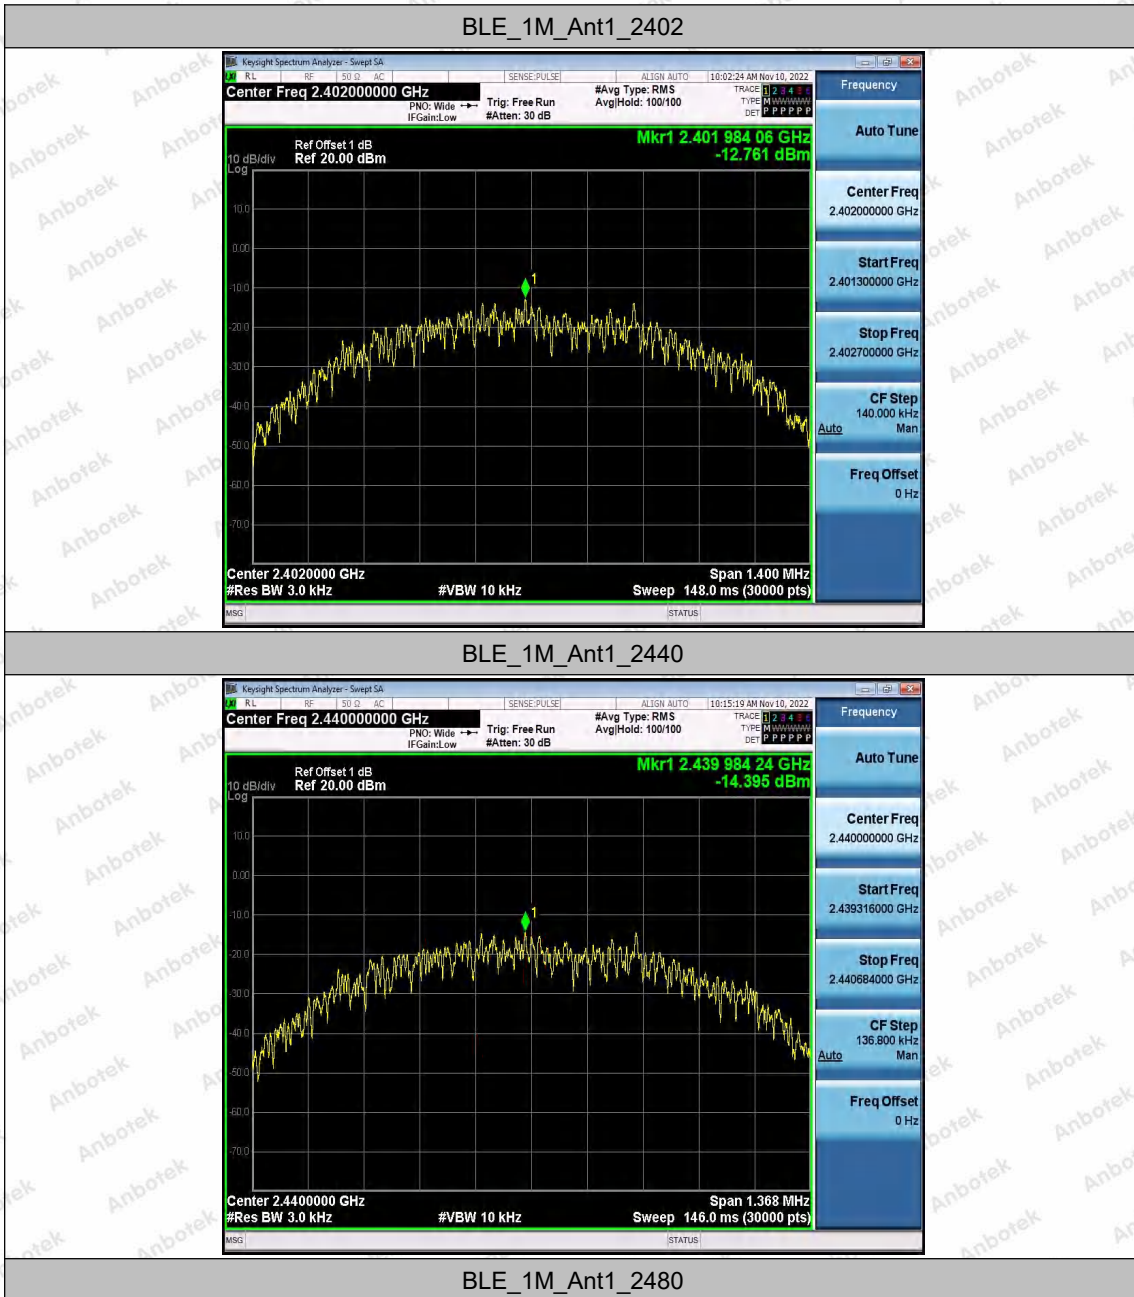 BLE_1M_Ant1_2402
Keysight Spectrum Analyzer - Swept SA
RL RF 50 Ω AC SENSE:PULSE ALIGN AUTO 10:02:24 AM Nov 10, 2022
Center Freq 2.402000000 GHz
PNO: Wide
IFGain:Low
Trig: Free Run
#Atten: 30 dB
#Avg Type: RMS
Avg|Hold: 100/100
TRACE 1 2 3 4 5 6
TYPE M WWWWW
DET P P P P P P
Frequency
Mkr1 2.401 984 06 GHz
-12.761 dBm
Ref Offset 1 dB
10 dB/div Ref 20.00 dBm
Log
10.0
0.00
-10.0
-20.0
-30.0
-40.0
-50.0
-60.0
-70.0
1
Center 2.4020000 GHz Span 1.400 MHz
#Res BW 3.0 kHz #VBW 10 kHz Sweep 148.0 ms (30000 pts)
MSG STATUS
Auto Tune
Center Freq
2.402000000 GHz
Start Freq
2.401300000 GHz
Stop Freq
2.402700000 GHz
CF Step
140.000 kHz
Auto Man
Freq Offset
0 Hz
BLE_1M_Ant1_2440
Keysight Spectrum Analyzer - Swept SA
RL RF 50 Ω AC SENSE:PULSE ALIGN AUTO 10:15:19 AM Nov 10, 2022
Center Freq 2.440000000 GHz
PNO: Wide
IFGain:Low
Trig: Free Run
#Atten: 30 dB
#Avg Type: RMS
Avg|Hold: 100/100
TRACE 1 2 3 4 5 6
TYPE M WWWWW
DET P P P P P P
Frequency
Mkr1 2.439 984 24 GHz
-14.395 dBm
Ref Offset 1 dB
10 dB/div Ref 20.00 dBm
Log
10.0
0.00
-10.0
-20.0
-30.0
-40.0
-50.0
-60.0
-70.0
1
Center 2.4400000 GHz Span 1.368 MHz
#Res BW 3.0 kHz #VBW 10 kHz Sweep 146.0 ms (30000 pts)
MSG STATUS
Auto Tune
Center Freq
2.440000000 GHz
Start Freq
2.439316000 GHz
Stop Freq
2.440684000 GHz
CF Step
136.800 kHz
Auto Man
Freq Offset
0 Hz
BLE_1M_Ant1_2480
Anbotek